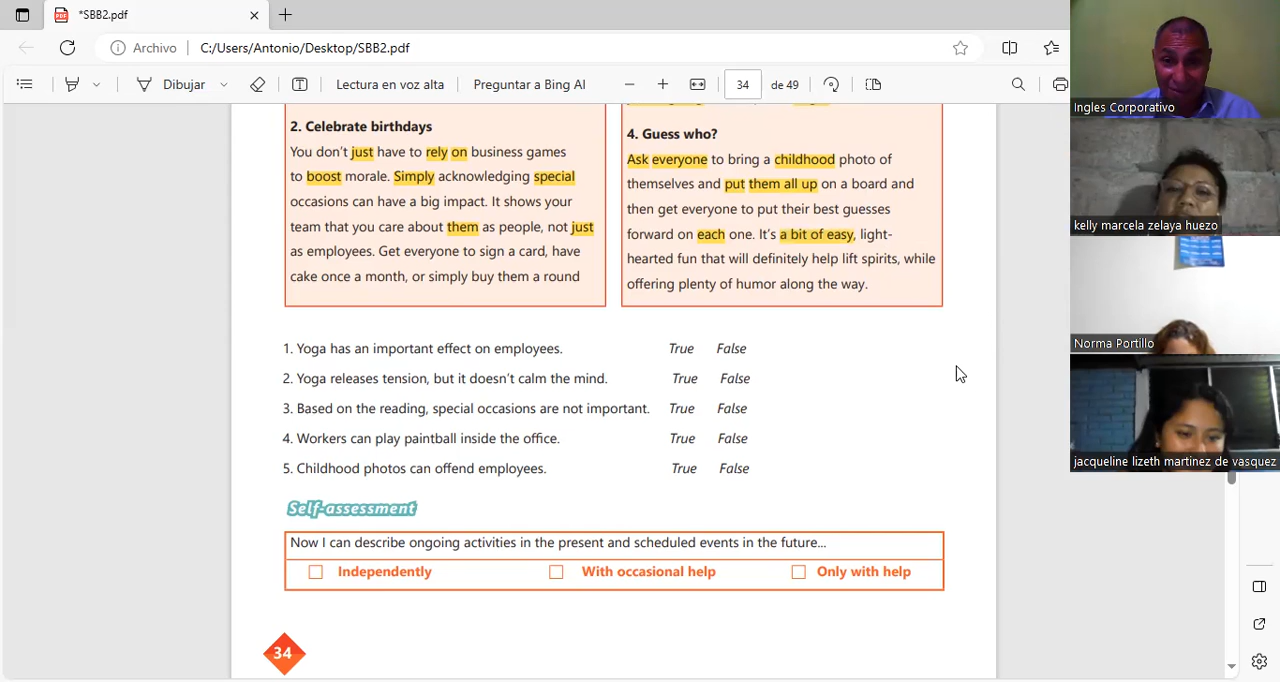 *SBB2.pdf
Archivo
C:/Users/Antonio/Desktop/SBB2.pdf
Dibujar
Lectura en voz alta
Preguntar a Bing AI
34
de 49
2. Celebrate birthdays
You don't just have to rely on business games
to boost morale. Simply acknowledging special
occasions can have a big impact. It shows your
team that you care about them as people, not just
as employees. Get everyone to sign a card, have
cake once a month, or simply buy them a round
4. Guess who?
Ask everyone to bring a childhood photo of
themselves and put them all up on a board and
then get everyone to put their best guesses
forward on each one. It's a bit of easy, light-
hearted fun that will definitely help lift spirits, while
offering plenty of humor along the way.
1. Yoga has an important effect on employees. True False
2. Yoga releases tension, but it doesn't calm the mind. True False
3. Based on the reading, special occasions are not important. True False
4. Workers can play paintball inside the office. True False
5. Childhood photos can offend employees. True False
Self-assessment
Now I can describe ongoing activities in the present and scheduled events in the future...
Independently With occasional help Only with help
34
Ingles Corporativo
kelly marcela zelaya huezo
Norma Portillo
jacqueline lizeth martinez de vasquez